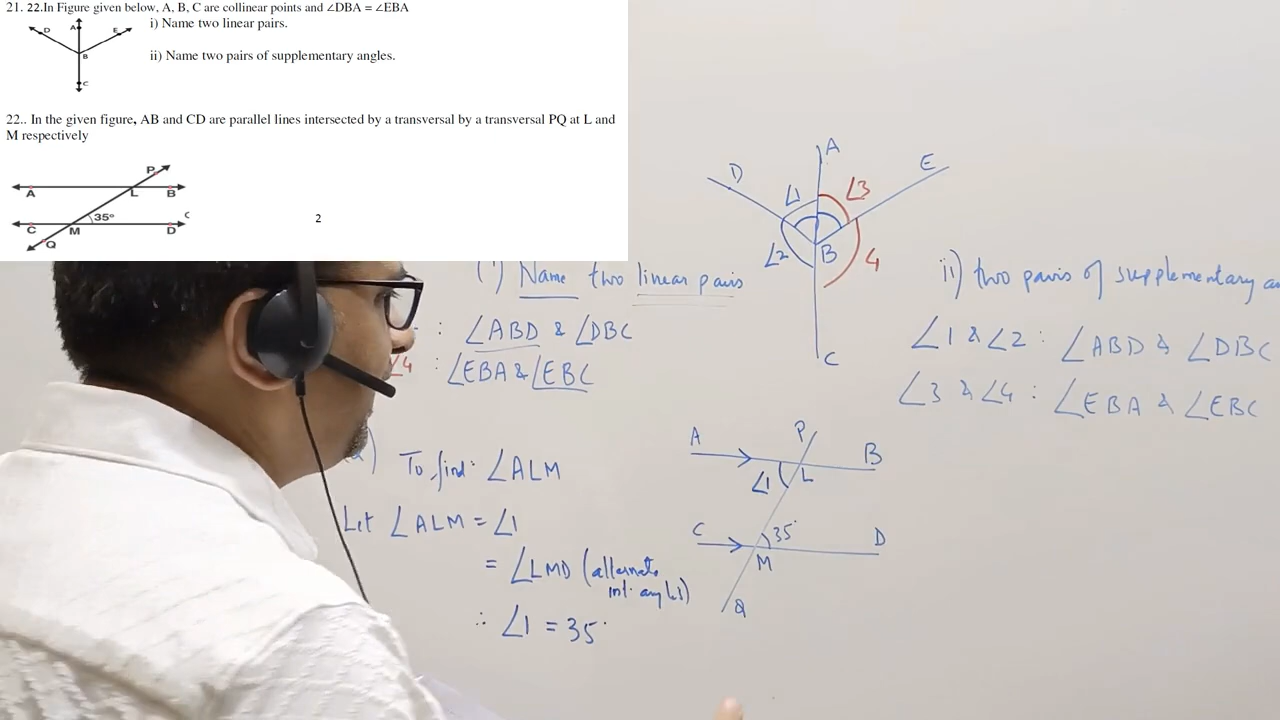 21. 22.In Figure given below, A, B, C are collinear points and ∠DBA = ∠EBA
i) Name two linear pairs.
D A E
B
C
ii) Name two pairs of supplementary angles.
22.. In the given figure, AB and CD are parallel lines intersected by a transversal by a transversal PQ at L and
M respectively
P
A L B
35°
C M D
Q
2
A
D E
∠1 ∠3
∠2 B 4
C
(i) Name two linear pairs
: ∠ABD & ∠DBC
∠4 : ∠EBA & ∠EBC
ii) two pairs of supplementary
∠1 & ∠2 : ∠ABD & ∠DBC
∠3 & ∠4 : ∠EBA & ∠EBC
To find: ∠ALM
Let ∠ALM = ∠1
= ∠LMD (alternate
int. angles)
∴ ∠1 = 35°
P
A B
∠1 L
C 35° D
M
Q